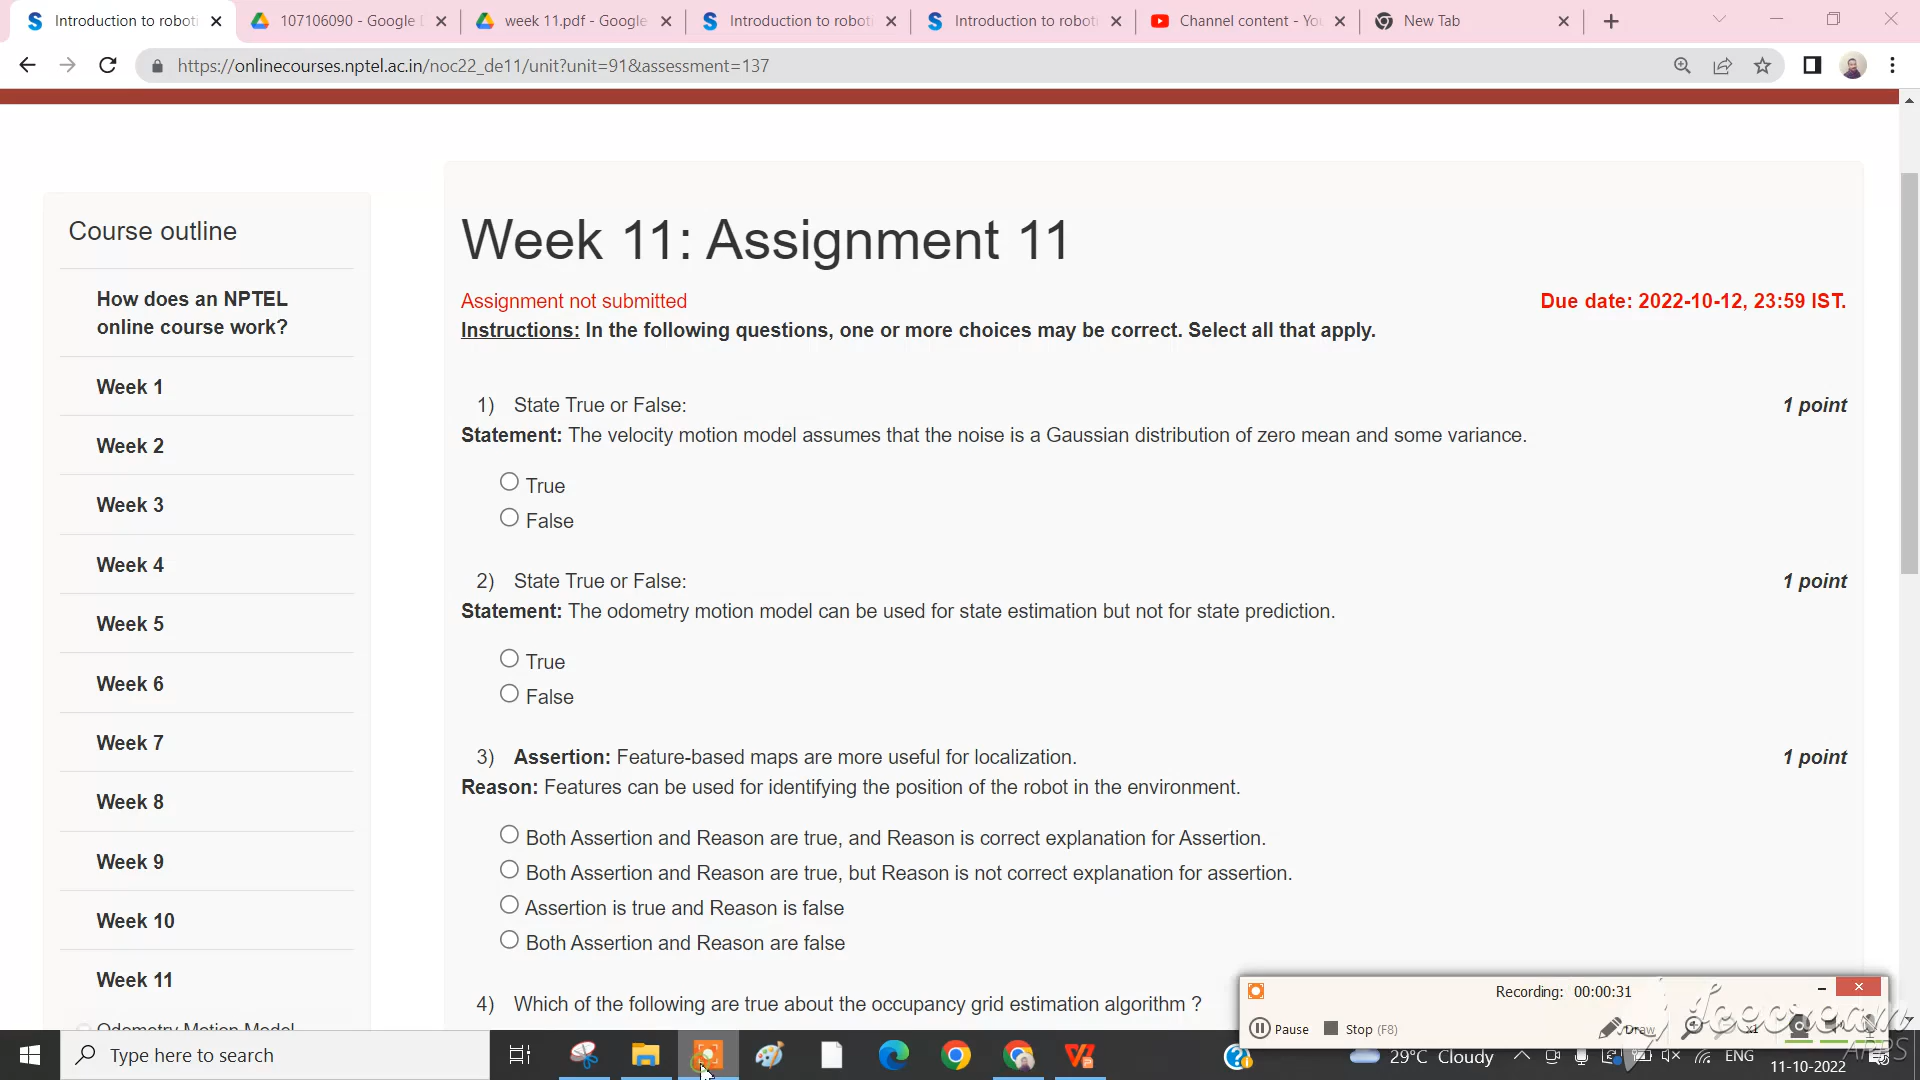 Introduction to roboti
107106090 - Google D
week 11.pdf - Google
Introduction to roboti
Introduction to roboti
Channel content - You
New Tab
https://onlinecourses.nptel.ac.in/noc22_de11/unit?unit=91&assessment=137
Course outline
How does an NPTEL
online course work?
Week 1
Week 2
Week 3
Week 4
Week 5
Week 6
Week 7
Week 8
Week 9
Week 10
Week 11
Odometry Motion Model
Week 11: Assignment 11
Assignment not submitted
Due date: 2022-10-12, 23:59 IST.
Instructions: In the following questions, one or more choices may be correct. Select all that apply.
1) State True or False:
1 point
Statement: The velocity motion model assumes that the noise is a Gaussian distribution of zero mean and some variance.
True
False
2) State True or False:
1 point
Statement: The odometry motion model can be used for state estimation but not for state prediction.
True
False
3) Assertion: Feature-based maps are more useful for localization.
1 point
Reason: Features can be used for identifying the position of the robot in the environment.
Both Assertion and Reason are true, and Reason is correct explanation for Assertion.
Both Assertion and Reason are true, but Reason is not correct explanation for assertion.
Assertion is true and Reason is false
Both Assertion and Reason are false
4) Which of the following are true about the occupancy grid estimation algorithm ?
Recording: 00:00:31
Pause
Stop (F8)
Draw
x1
Icecream
APPS
Type here to search
29°C Cloudy
ENG
11-10-2022